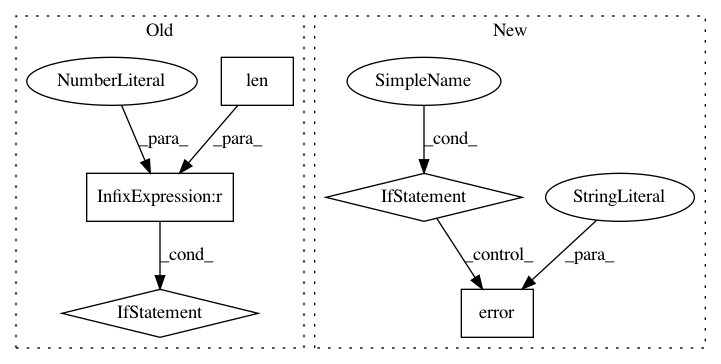 Old
New
NumberLiteral
len
SimpleName
_para_
_para_
_cond_
InfixExpression:r
IfStatement
StringLiteral
_cond_
_control_
_para_
IfStatement
error